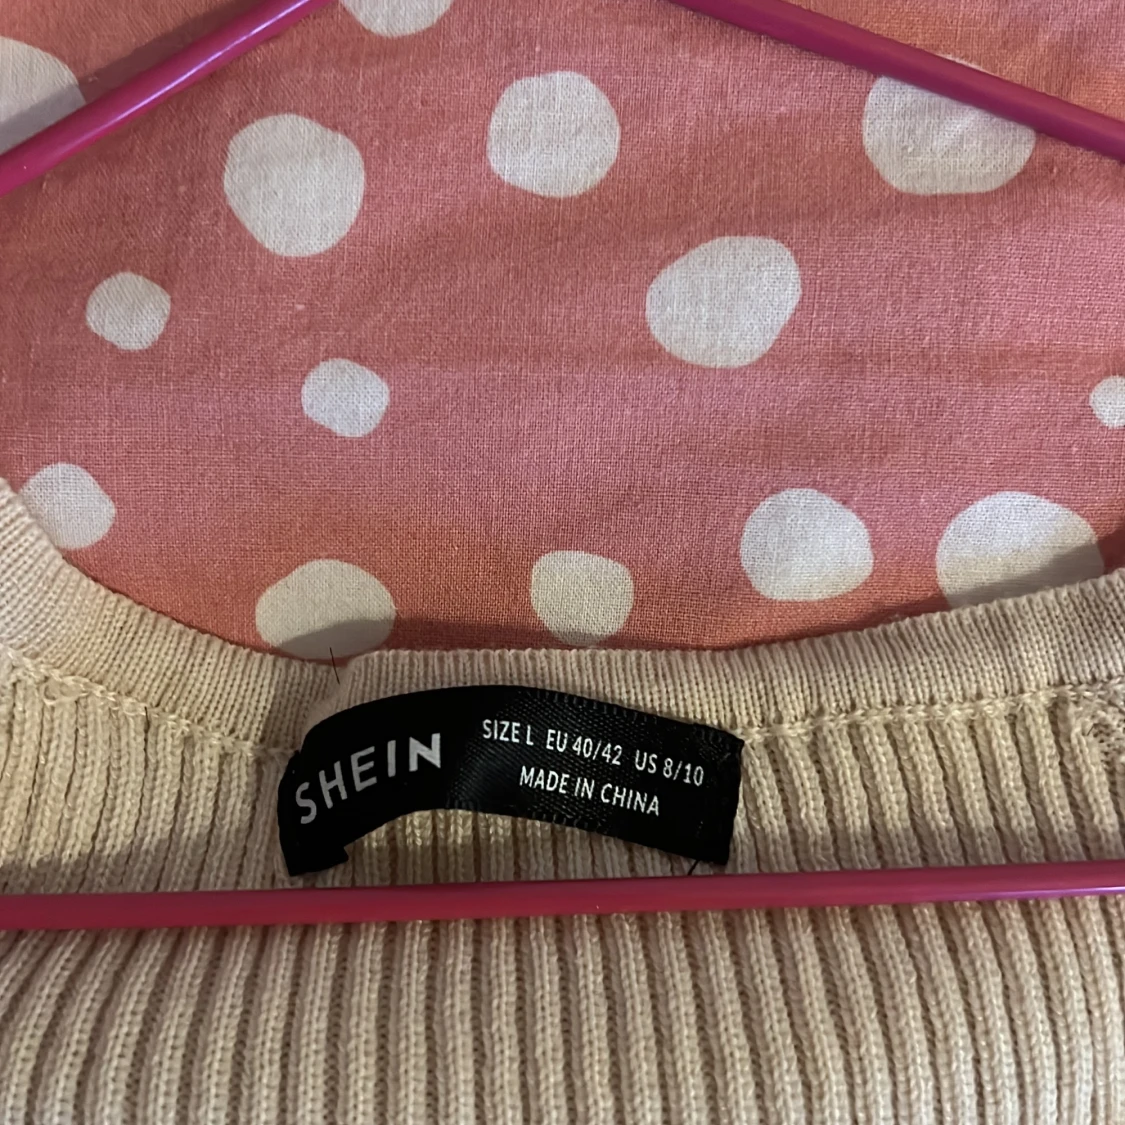 SHEIN
SIZE L EU 40/42 US 8/10
MADE IN CHINA